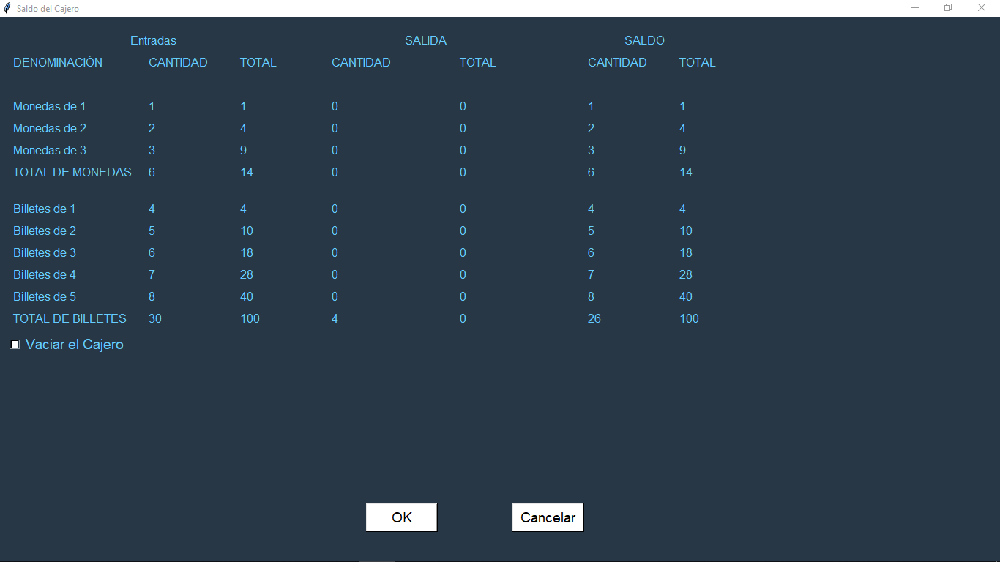 Saldo del Cajero
Entradas SALIDA SALDO
DENOMINACIÓN CANTIDAD TOTAL CANTIDAD TOTAL CANTIDAD TOTAL
Monedas de 1 1 1 0 0 1 1
Monedas de 2 2 4 0 0 2 4
Monedas de 3 3 9 0 0 3 9
TOTAL DE MONEDAS 6 14 0 0 6 14
Billetes de 1 4 4 0 0 4 4
Billetes de 2 5 10 0 0 5 10
Billetes de 3 6 18 0 0 6 18
Billetes de 4 7 28 0 0 7 28
Billetes de 5 8 40 0 0 8 40
TOTAL DE BILLETES 30 100 4 0 26 100
Vaciar el Cajero
OK Cancelar